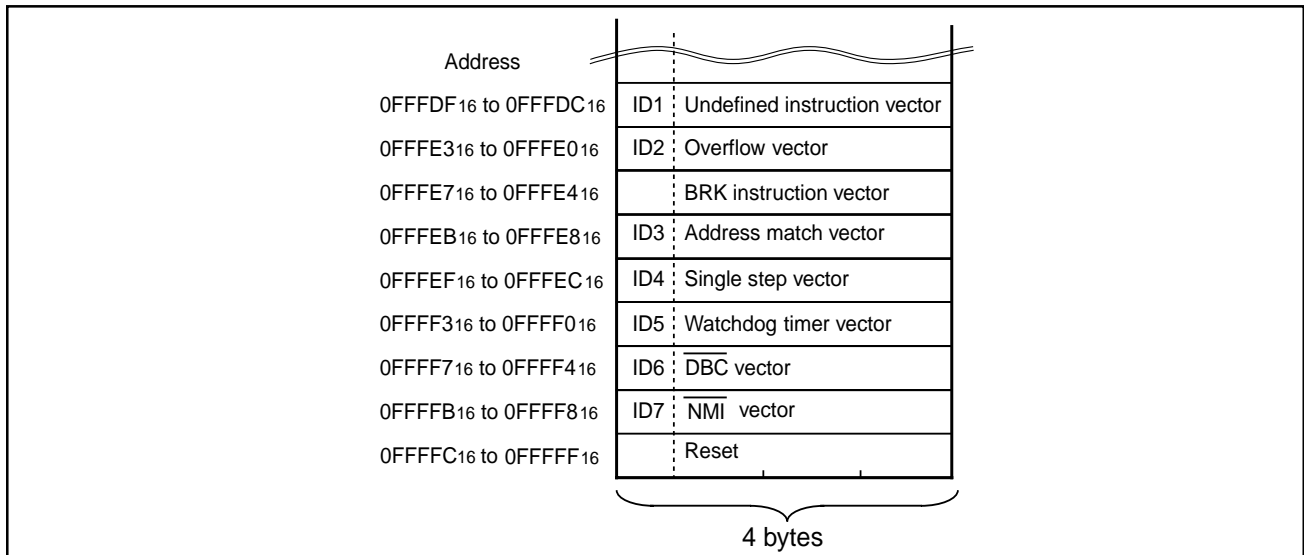 Address
0FFFDF16 to 0FFFDC16 ID1 Undefined instruction vector
0FFFE316 to 0FFFE016 ID2 Overflow vector
0FFFE716 to 0FFFE416 BRK instruction vector
0FFFEB16 to 0FFFE816 ID3 Address match vector
0FFFEF16 to 0FFFEC16 ID4 Single step vector
0FFFF316 to 0FFFF016 ID5 Watchdog timer vector
0FFFF716 to 0FFFF416 ID6 D̅B̅C̅ vector
0FFFFB16 to 0FFFF816 ID7 N̅M̅I̅ vector
0FFFFC16 to 0FFFFF16 Reset
4 bytes